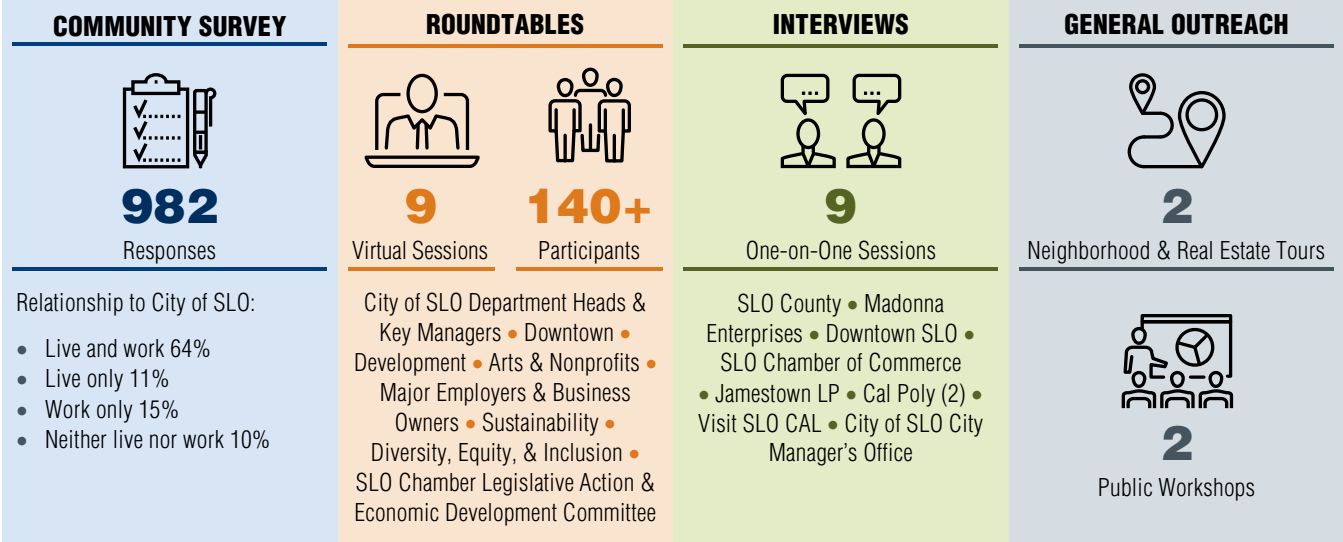 COMMUNITY SURVEY
982
Responses
Relationship to City of SLO:
• Live and work 64%
• Live only 11%
• Work only 15%
• Neither live nor work 10%
ROUNDTABLES
9
Virtual Sessions
140+
Participants
City of SLO Department Heads &
Key Managers • Downtown •
Development • Arts & Nonprofits •
Major Employers & Business
Owners • Sustainability •
Diversity, Equity, & Inclusion •
SLO Chamber Legislative Action &
Economic Development Committee
INTERVIEWS
9
One-on-One Sessions
SLO County • Madonna
Enterprises • Downtown SLO •
SLO Chamber of Commerce
• Jamestown LP • Cal Poly (2) •
Visit SLO CAL • City of SLO City
Manager’s Office
GENERAL OUTREACH
2
Neighborhood & Real Estate Tours
2
Public Workshops